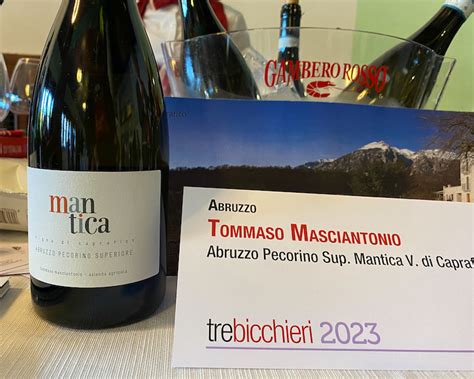 man
tica
vigna di caprafico
ABRUZZO PECORINO SUPERIORE
tommaso masciantonio | azienda agricola
GAMBERO ROSSO
ABRUZZO
TOMMASO MASCIANTONIO
Abruzzo Pecorino Sup. Mantica V. di Capra
trebicchieri 2023